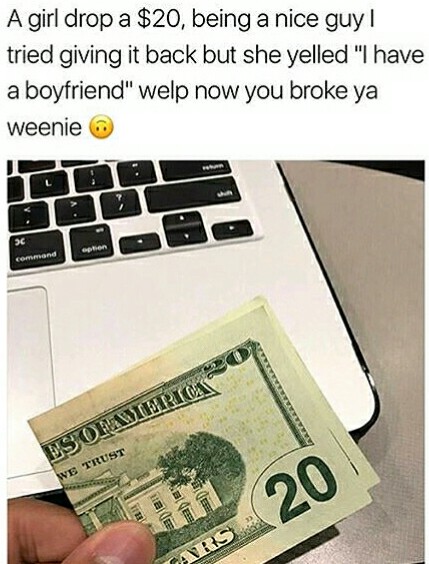 A girl drop a $20, being a nice guy I
tried giving it back but she yelled "I have
a boyfriend" welp now you broke ya
weenie 🙃
return
L
:
;
"
'
shift
<
,
>
.
?
/
⌘
command
option
ES OF AMERICA
20
WE TRUST
20
ARS